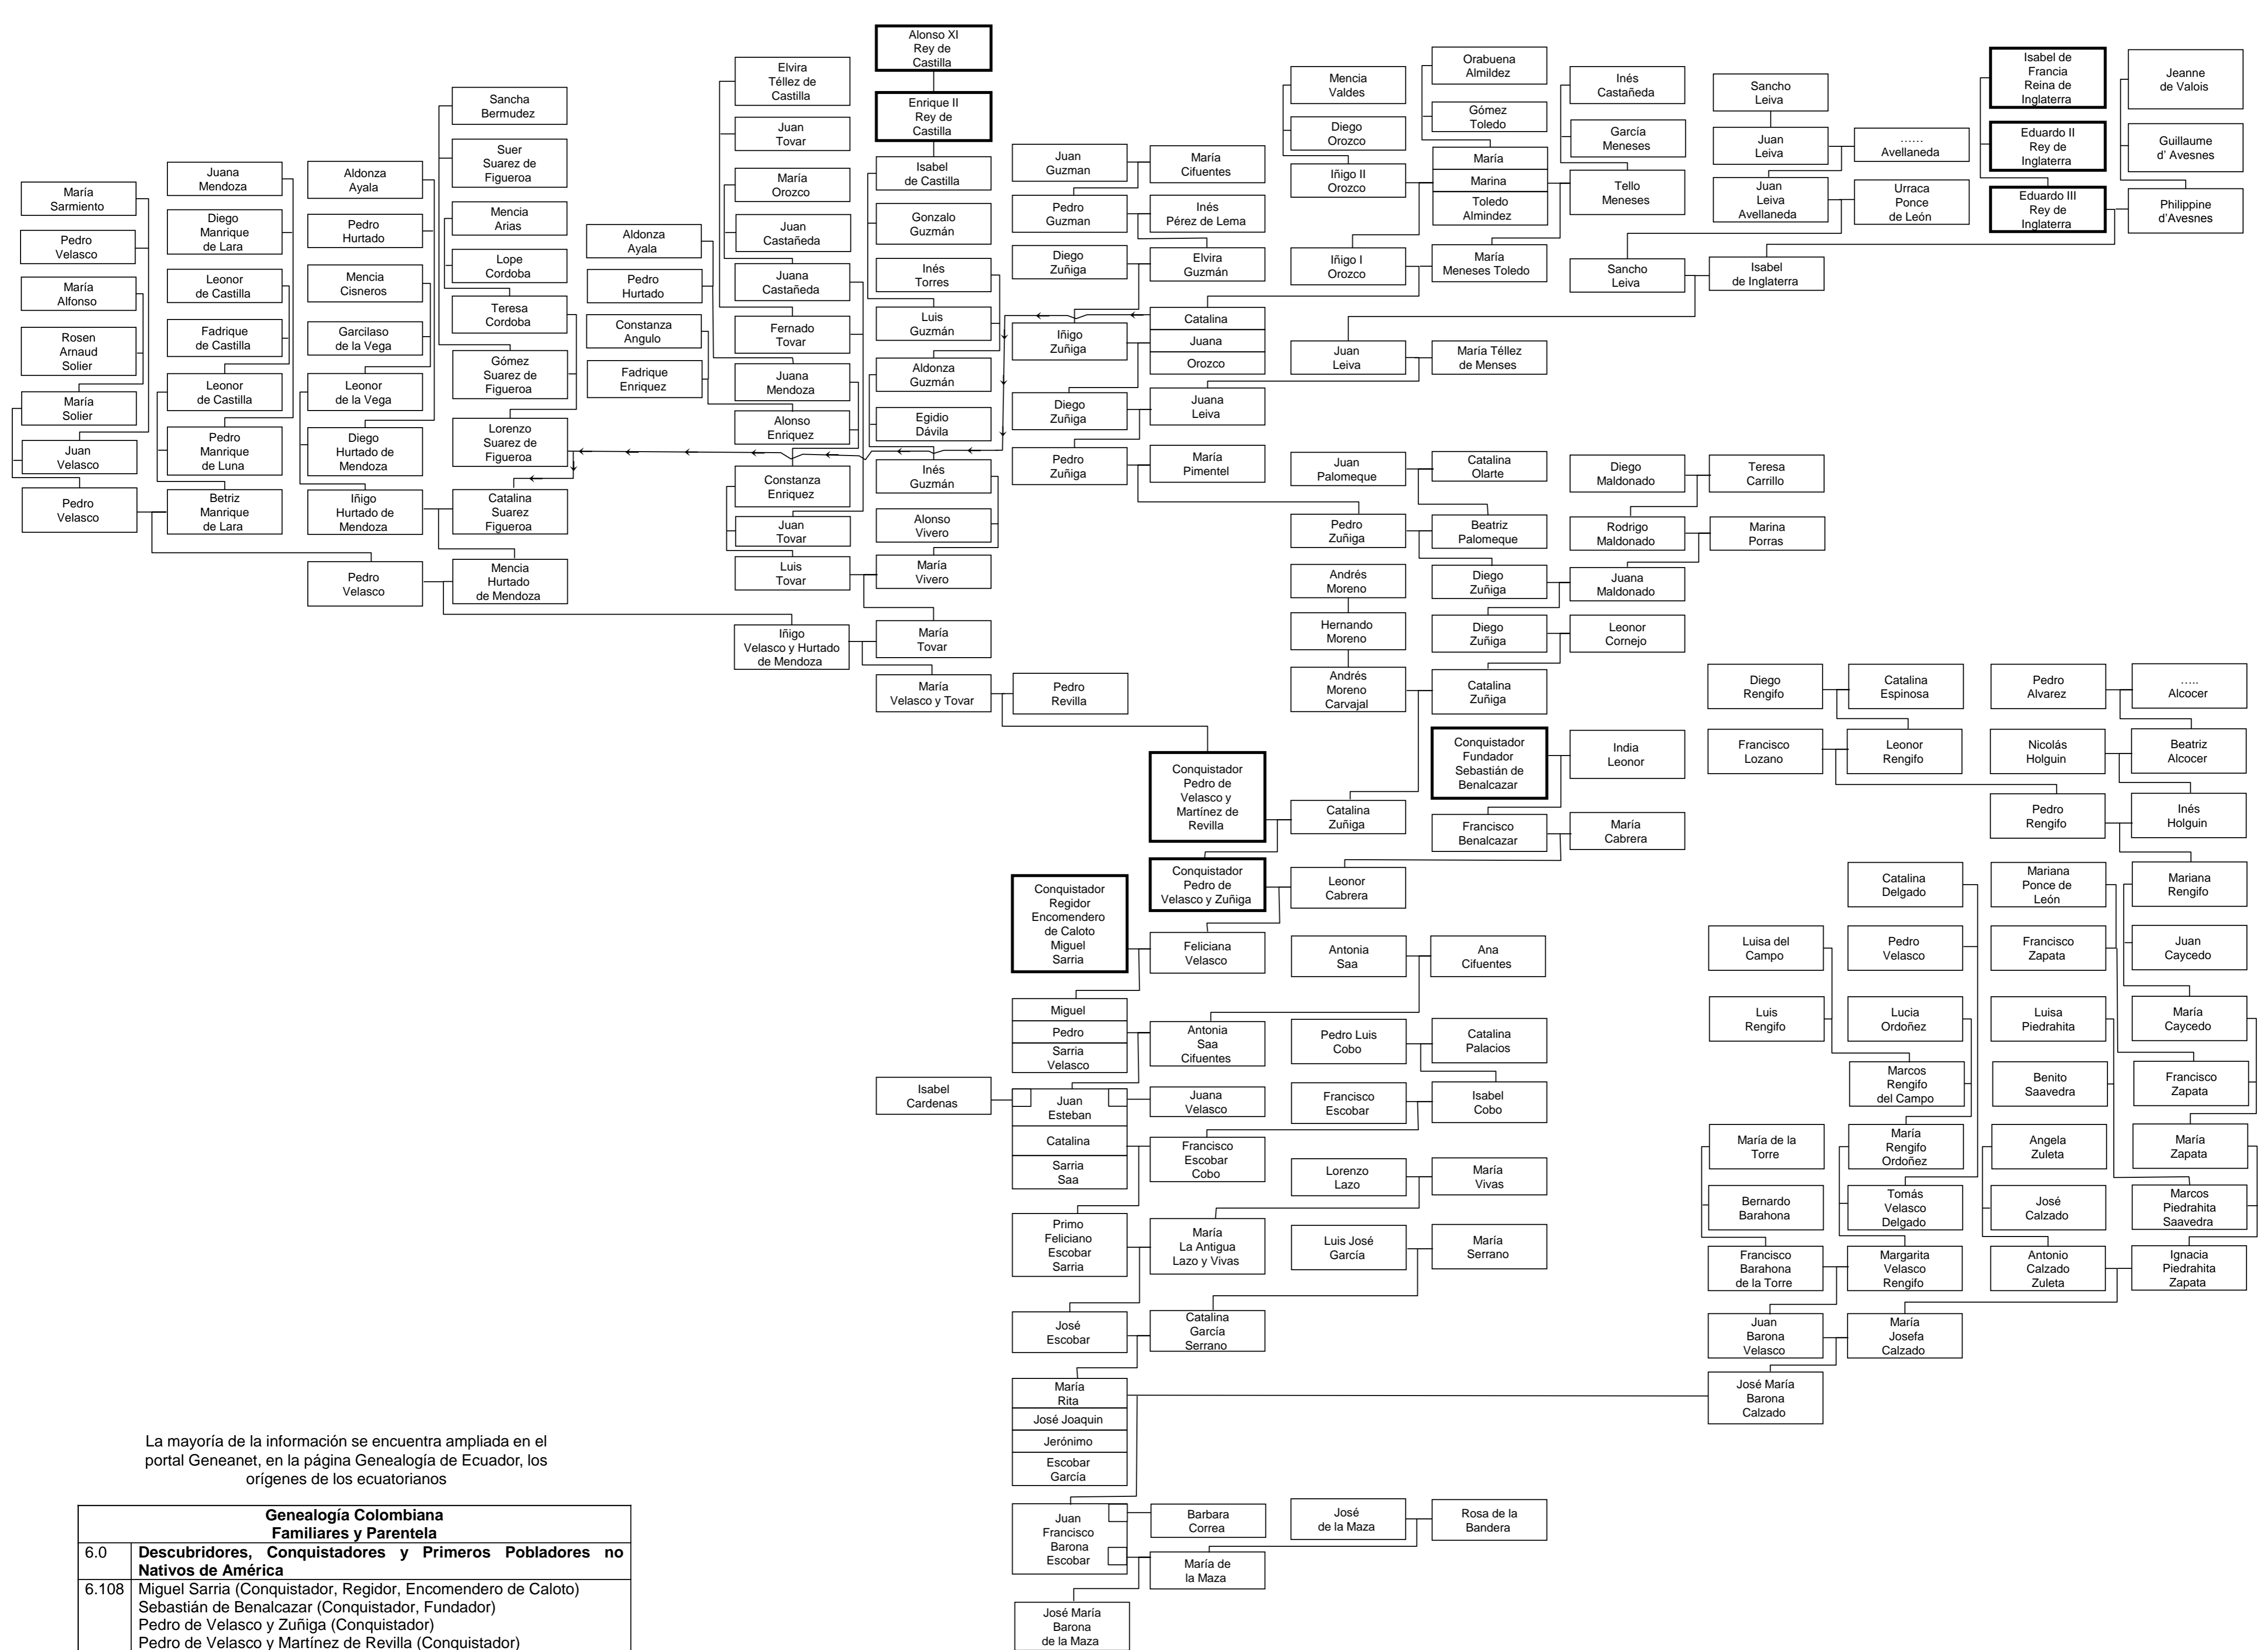 Alonso XI
Rey de
Castilla
Enrique II
Rey de
Castilla
Isabel
de Castilla
Gonzalo
Guzmán
Inés
Torres
Luis
Guzmán
Aldonza
Guzmán
Egidio
Dávila
Inés
Guzmán
Alonso
Vivero
María
Vivero
María
Tovar
María
Velasco y Tovar
Pedro
Revilla
María
Sarmiento
Pedro
Velasco
María
Alfonso
Rosen
Arnaud
Solier
María
Solier
Juan
Velasco
Pedro
Velasco
Juana
Mendoza
Diego
Manrique
de Lara
Leonor
de Castilla
Fadrique
de Castilla
Leonor
de Castilla
Pedro
Manrique
de Luna
Betriz
Manrique
de Lara
Aldonza
Ayala
Pedro
Hurtado
Mencia
Cisneros
Garcilaso
de la Vega
Leonor
de la Vega
Diego
Hurtado de
Mendoza
Iñigo
Hurtado de
Mendoza
Pedro
Velasco
Sancha
Bermudez
Suer
Suarez de
Figueroa
Mencia
Arias
Lope
Cordoba
Teresa
Cordoba
Gómez
Suarez de
Figueroa
Lorenzo
Suarez de
Figueroa
Catalina
Suarez
Figueroa
Mencia
Hurtado
de Mendoza
Aldonza
Ayala
Pedro
Hurtado
Constanza
Angulo
Fadrique
Enriquez
Elvira
Téllez de
Castilla
Juan
Tovar
María
Orozco
Juan
Castañeda
Juana
Castañeda
Fernado
Tovar
Juana
Mendoza
Alonso
Enriquez
Constanza
Enriquez
Juan
Tovar
Luis
Tovar
Iñigo
Velasco y Hurtado
de Mendoza
Juan
Guzman
María
Cifuentes
Pedro
Guzman
Inés
Pérez de Lema
Diego
Zuñiga
Elvira
Guzmán
Iñigo
Zuñiga
Catalina
Juana
Orozco
Diego
Zuñiga
Juana
Leiva
Pedro
Zuñiga
María
Pimentel
Mencia
Valdes
Diego
Orozco
Iñigo II
Orozco
Iñigo I
Orozco
Orabuena
Almildez
Gómez
Toledo
María
Marina
Toledo
Almindez
María
Meneses Toledo
Inés
Castañeda
García
Meneses
Tello
Meneses
Sancho
Leiva
Juan
Leiva
……
Avellaneda
Juan
Leiva
Avellaneda
Urraca
Ponce
de León
Isabel de
Francia
Reina de
Inglaterra
Eduardo II
Rey de
Inglaterra
Eduardo III
Rey de
Inglaterra
Jeanne
de Valois
Guillaume
d’ Avesnes
Philippine
d’Avesnes
Sancho
Leiva
Isabel
de Inglaterra
Juan
Leiva
María Téllez
de Menses
Juan
Palomeque
Catalina
Olarte
Diego
Maldonado
Teresa
Carrillo
Pedro
Zuñiga
Beatriz
Palomeque
Rodrigo
Maldonado
Marina
Porras
Andrés
Moreno
Diego
Zuñiga
Juana
Maldonado
Hernando
Moreno
Diego
Zuñiga
Leonor
Cornejo
Andrés
Moreno
Carvajal
Catalina
Zuñiga
Conquistador
Fundador
Sebastián de
Benalcazar
India
Leonor
Conquistador
Pedro de
Velasco y
Martínez de
Revilla
Catalina
Zuñiga
Francisco
Benalcazar
María
Cabrera
Conquistador
Pedro de
Velasco y Zuñiga
Leonor
Cabrera
Conquistador
Regidor
Encomendero
de Caloto
Miguel
Sarria
Feliciana
Velasco
Antonia
Saa
Ana
Cifuentes
Miguel
Pedro
Sarria
Velasco
Antonia
Saa
Cifuentes
Pedro Luis
Cobo
Catalina
Palacios
Isabel
Cardenas
Juan
Esteban
Catalina
Sarria
Saa
Juana
Velasco
Francisco
Escobar
Isabel
Cobo
Francisco
Escobar
Cobo
Lorenzo
Lazo
María
Vivas
Primo
Feliciano
Escobar
Sarria
María
La Antigua
Lazo y Vivas
Luis José
García
María
Serrano
José
Escobar
Catalina
García
Serrano
María
Rita
José Joaquin
Jerónimo
Escobar
García
Juan
Francisco
Barona
Escobar
Barbara
Correa
José
de la Maza
Rosa de la
Bandera
María de
la Maza
José María
Barona
de la Maza
Diego
Rengifo
Catalina
Espinosa
Pedro
Alvarez
…..
Alcocer
Francisco
Lozano
Leonor
Rengifo
Nicolás
Holguin
Beatriz
Alcocer
Pedro
Rengifo
Inés
Holguin
Catalina
Delgado
Mariana
Ponce de
León
Mariana
Rengifo
Luisa del
Campo
Pedro
Velasco
Francisco
Zapata
Juan
Caycedo
Luis
Rengifo
Lucia
Ordoñez
Luisa
Piedrahita
María
Caycedo
Marcos
Rengifo
del Campo
Benito
Saavedra
Francisco
Zapata
María de la
Torre
María
Rengifo
Ordoñez
Angela
Zuleta
María
Zapata
Bernardo
Barahona
Tomás
Velasco
Delgado
José
Calzado
Marcos
Piedrahita
Saavedra
Francisco
Barahona
de la Torre
Margarita
Velasco
Rengifo
Antonio
Calzado
Zuleta
Ignacia
Piedrahita
Zapata
Juan
Barona
Velasco
María
Josefa
Calzado
José María
Barona
Calzado
La mayoría de la información se encuentra ampliada en el
portal Geneanet, en la página Genealogía de Ecuador, los
orígenes de los ecuatorianos
Genealogía Colombiana
Familiares y Parentela
6.0 Descubridores, Conquistadores y Primeros Pobladores no
Nativos de América
6.108 Miguel Sarria (Conquistador, Regidor, Encomendero de Caloto)
Sebastián de Benalcazar (Conquistador, Fundador)
Pedro de Velasco y Zuñiga (Conquistador)
Pedro de Velasco y Martínez de Revilla (Conquistador)